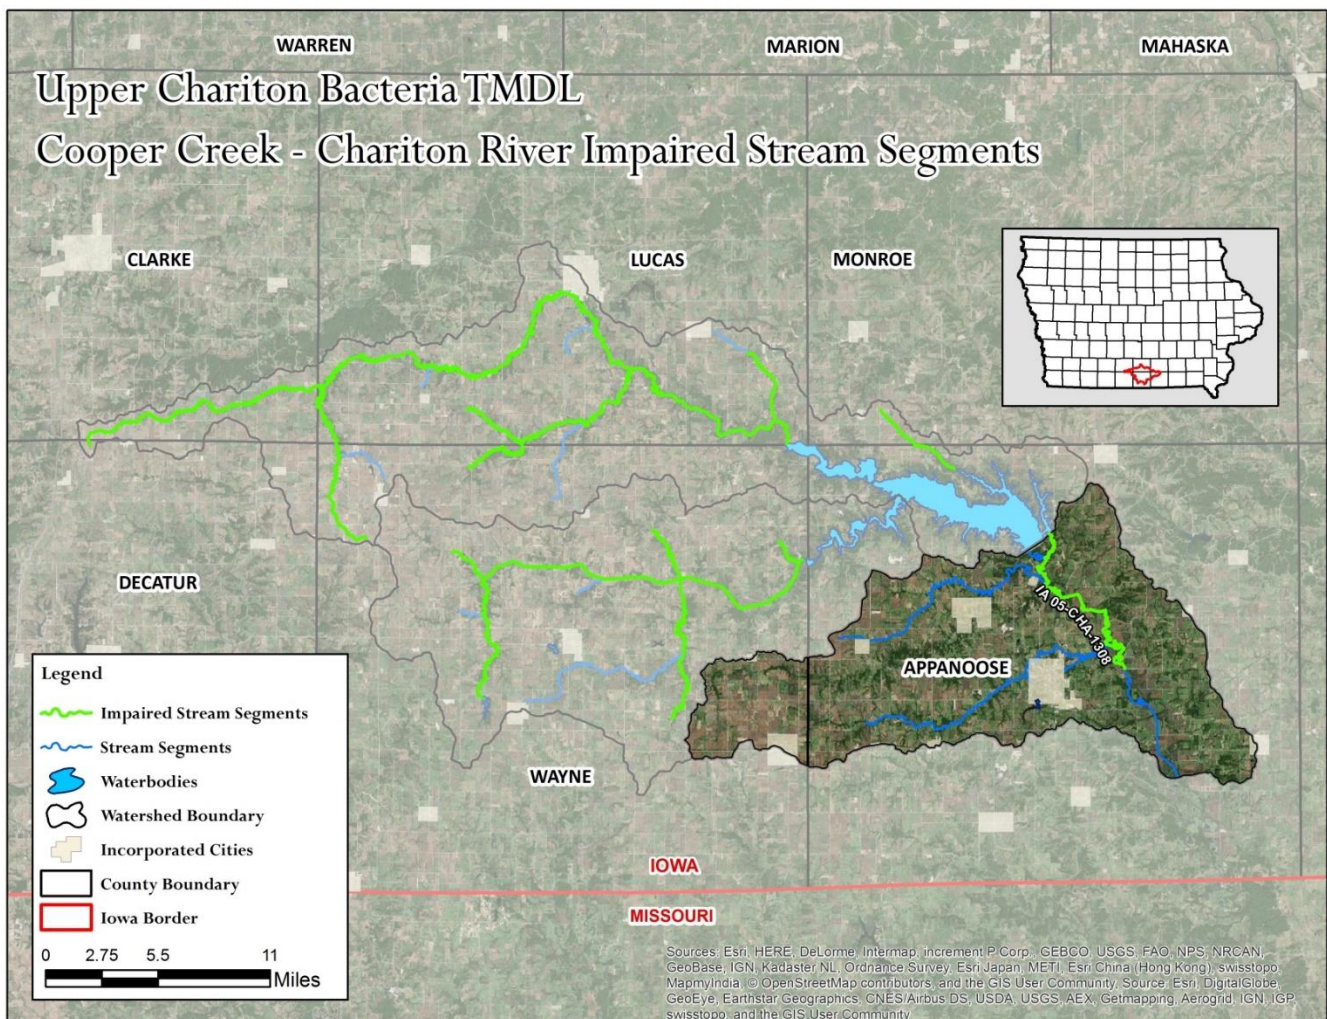 WARREN
MARION
MAHASKA
Upper Chariton Bacteria TMDL
Cooper Creek - Chariton River Impaired Stream Segments
CLARKE
LUCAS
MONROE
DECATUR
IA 05-CHA-1308
APPANOOSE
WAYNE
Legend
Impaired Stream Segments
Stream Segments
Waterbodies
Watershed Boundary
Incorporated Cities
County Boundary
Iowa Border
0 2.75 5.5 11
Miles
IOWA
MISSOURI
Sources: Esri, HERE, DeLorme, Intermap, increment P Corp., GEBCO, USGS, FAO, NPS, NRCAN,
GeoBase, IGN, Kadaster NL, Ordnance Survey, Esri Japan, METI, Esri China (Hong Kong), swisstopo,
MapmyIndia, © OpenStreetMap contributors, and the GIS User Community, Source: Esri, DigitalGlobe,
GeoEye, Earthstar Geographics, CNES/Airbus DS, USDA, USGS, AEX, Getmapping, Aerogrid, IGN, IGP,
swisstopo, and the GIS User Community